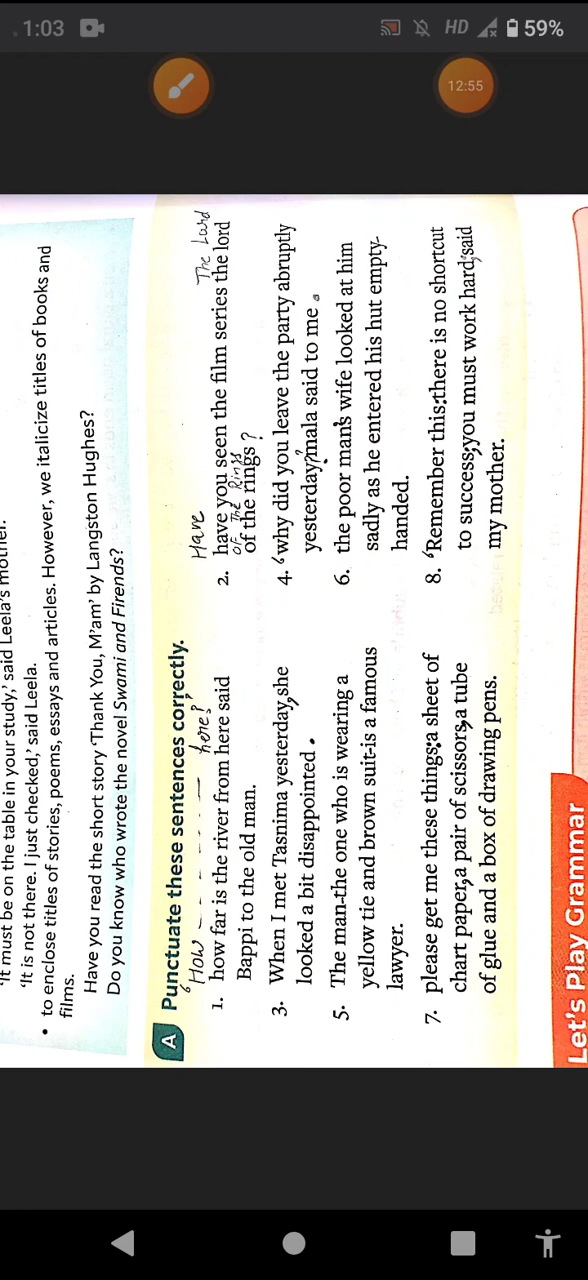 1:03
HD
59%
12:55
'It must be on the table in your study,' said Leela's mother.
'It is not there. I just checked,' said Leela.
• to enclose titles of stories, poems, essays and articles. However, we italicize titles of books and
films.
Have you read the short story 'Thank You, M'am' by Langston Hughes?
Do you know who wrote the novel Swami and Firends?
A Punctuate these sentences correctly.
'How - - - - - - - here?'
1. how far is the river from here said
Bappi to the old man.
Have
The Lord
2. have you seen the film series the lord
of The Rings
of the rings?
3. When I met Tasnima yesterday, she
looked a bit disappointed.
4. 'why did you leave the party abruptly
yesterday?' mala said to me.
5. The man-the one who is wearing a
yellow tie and brown suit-is a famous
lawyer.
6. the poor man's wife looked at him
sadly as he entered his hut empty-
handed.
7. please get me these things: a sheet of
chart paper, a pair of scissors, a tube
of glue and a box of drawing pens.
8. 'Remember this: there is no shortcut
to success; you must work hard,' said
my mother.
Let's Play Grammar